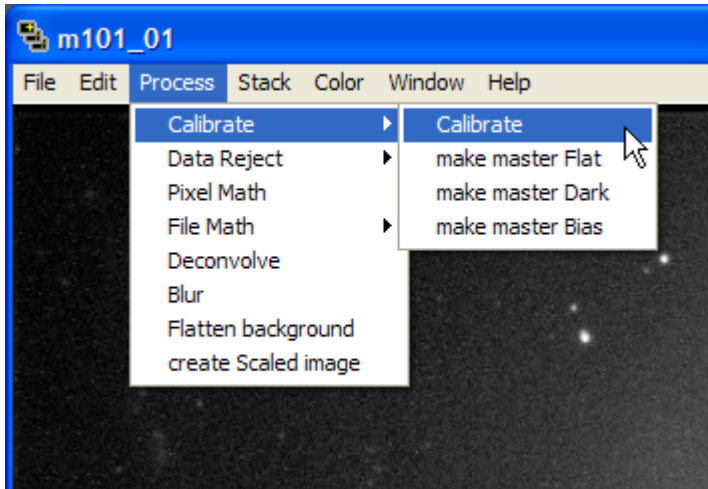 m101_01
File Edit Process Stack Color Window Help
Calibrate
Data Reject
Pixel Math
File Math
Deconvolve
Blur
Flatten background
create Scaled image
Calibrate
make master Flat
make master Dark
make master Bias